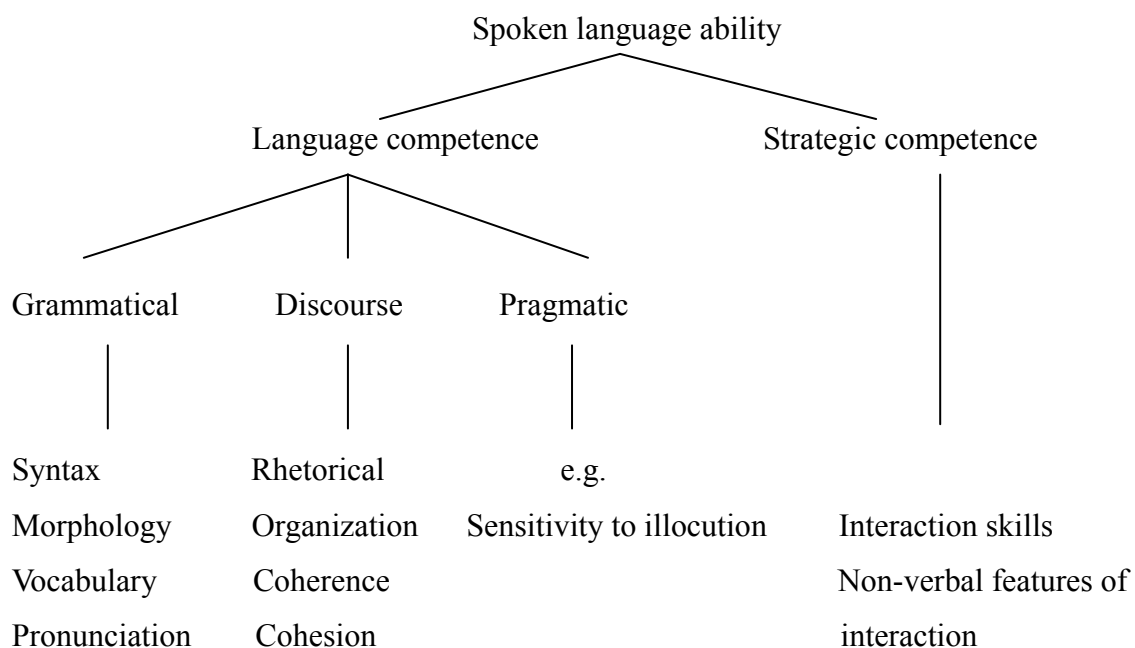 Spoken language ability
Language competence Strategic competence
Grammatical Discourse Pragmatic
Syntax Rhetorical e.g.
Morphology Organization Sensitivity to illocution Interaction skills
Vocabulary Coherence Non-verbal features of
Pronunciation Cohesion interaction